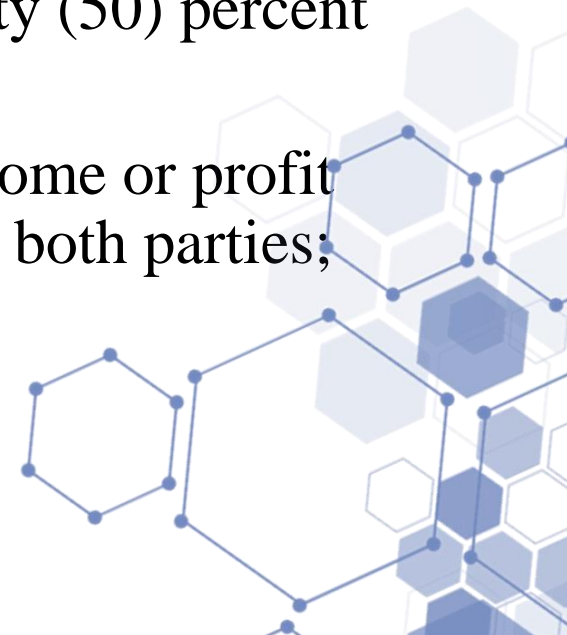 ty (50) percent
ome or profit
both parties;